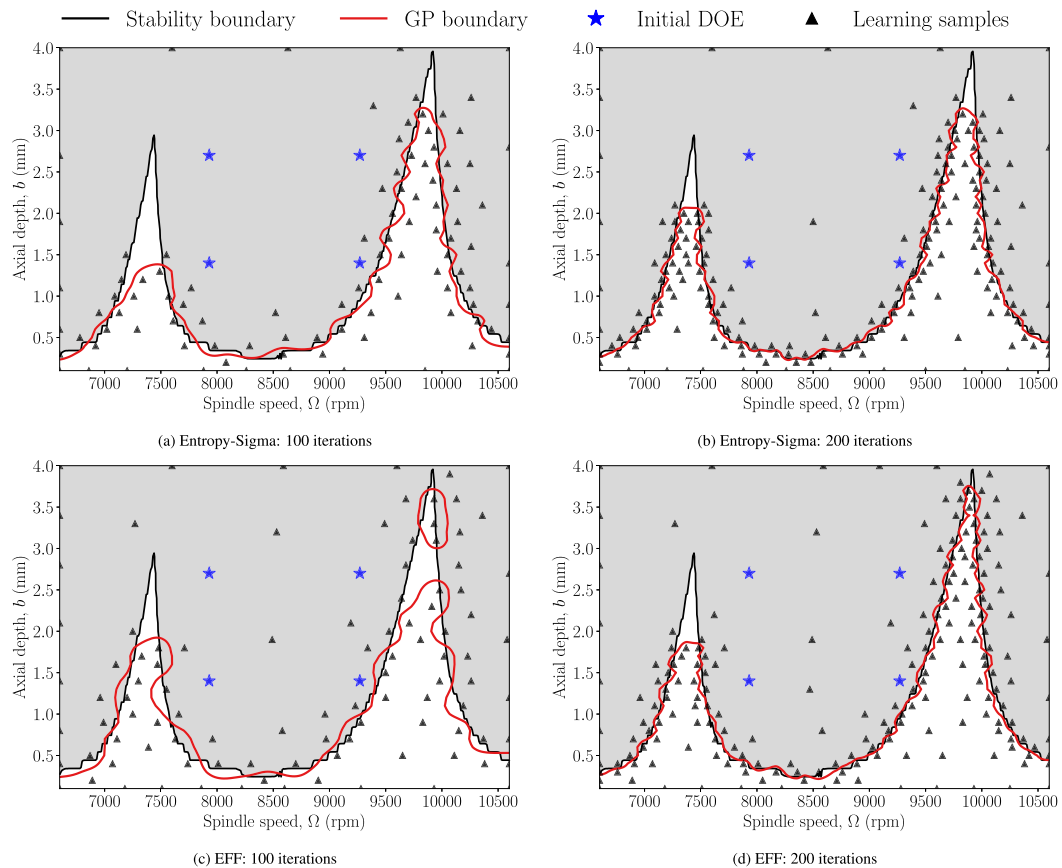 Stability boundary GP boundary Initial DOE Learning samples
4.0
3.5
3.0
2.5
2.0
1.5
1.0
0.5
Axial depth, b (mm)
7000 7500 8000 8500 9000 9500 10000 10500
Spindle speed, Ω (rpm)
(a) Entropy-Sigma: 100 iterations
4.0
3.5
3.0
2.5
2.0
1.5
1.0
0.5
Axial depth, b (mm)
7000 7500 8000 8500 9000 9500 10000 10500
Spindle speed, Ω (rpm)
(b) Entropy-Sigma: 200 iterations
4.0
3.5
3.0
2.5
2.0
1.5
1.0
0.5
Axial depth, b (mm)
7000 7500 8000 8500 9000 9500 10000 10500
Spindle speed, Ω (rpm)
(c) EFF: 100 iterations
4.0
3.5
3.0
2.5
2.0
1.5
1.0
0.5
Axial depth, b (mm)
7000 7500 8000 8500 9000 9500 10000 10500
Spindle speed, Ω (rpm)
(d) EFF: 200 iterations